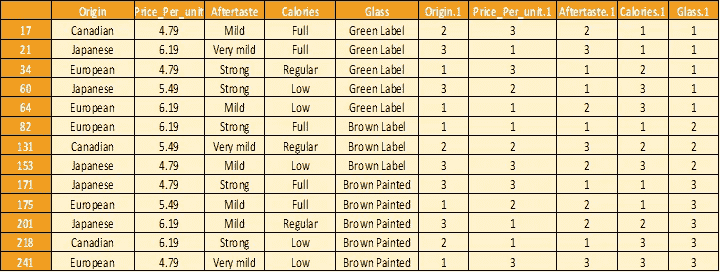 Origin Price_Per_unit Aftertaste Calories Glass Origin.1 Price_Per_unit.1 Aftertaste.1 Calories.1 Glass.1
17 Canadian 4.79 Mild Full Green Label 2 3 2 1 1
21 Japanese 6.19 Very mild Full Green Label 3 1 3 1 1
34 European 4.79 Strong Regular Green Label 1 3 1 2 1
60 Japanese 5.49 Strong Low Green Label 3 2 1 3 1
64 European 6.19 Mild Low Green Label 1 1 2 3 1
82 European 6.19 Strong Full Brown Label 1 1 1 1 2
131 Canadian 5.49 Very mild Regular Brown Label 2 2 3 2 2
153 Japanese 4.79 Mild Low Brown Label 3 3 2 3 2
171 Japanese 4.79 Strong Full Brown Painted 3 3 1 1 3
175 European 5.49 Mild Full Brown Painted 1 2 2 1 3
201 Japanese 6.19 Mild Regular Brown Painted 3 1 2 2 3
218 Canadian 6.19 Strong Low Brown Painted 2 1 1 3 3
241 European 4.79 Very mild Low Brown Painted 1 3 3 3 3